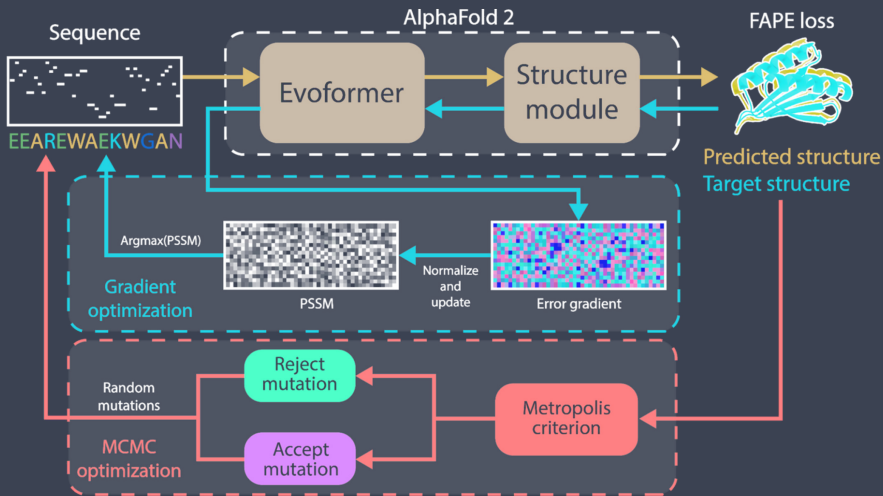 AlphaFold 2
FAPE loss
Sequence
Evoformer
Structure
module
EEAREWAEKWGAN
Predicted structure
Target structure
Argmax(PSSM)
Gradient
optimization
PSSM
Normalize
and
update
Error gradient
Reject
mutation
Random
mutations
Metropolis
criterion
MCMC
optimization
Accept
mutation